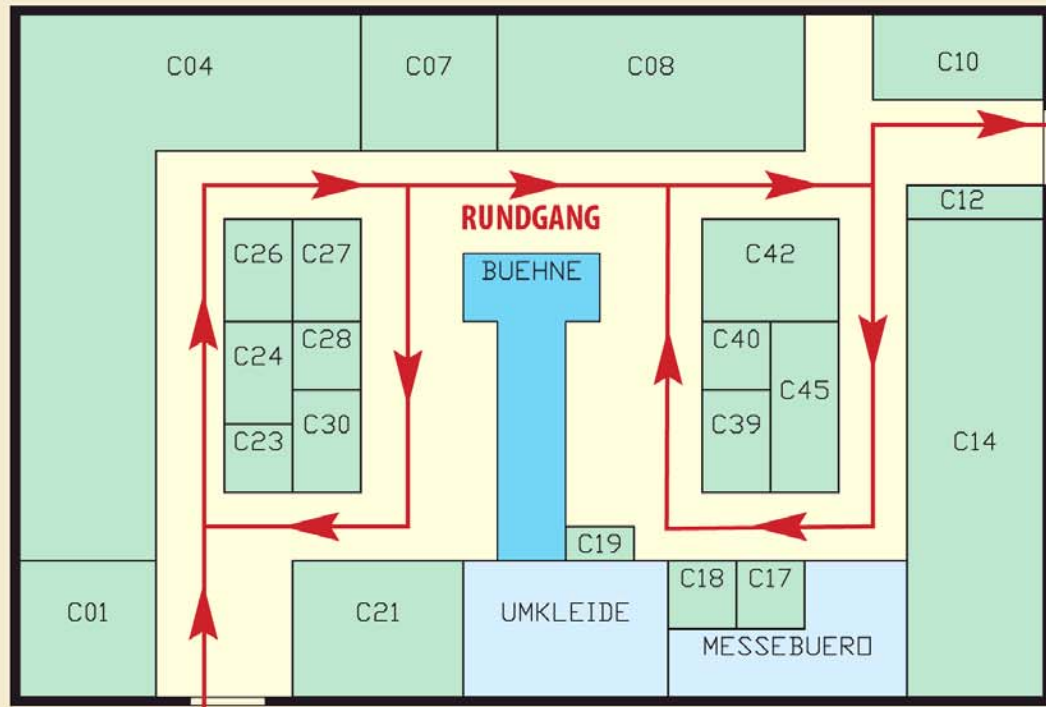 C04
C07
C08
C10
C12
RUNDGANG
C26
C27
BUEHNE
C42
C28
C24
C40
C45
C30
C39
C23
C14
C19
C18
C17
C01
C21
UMKLEIDE
MESSEBUERO